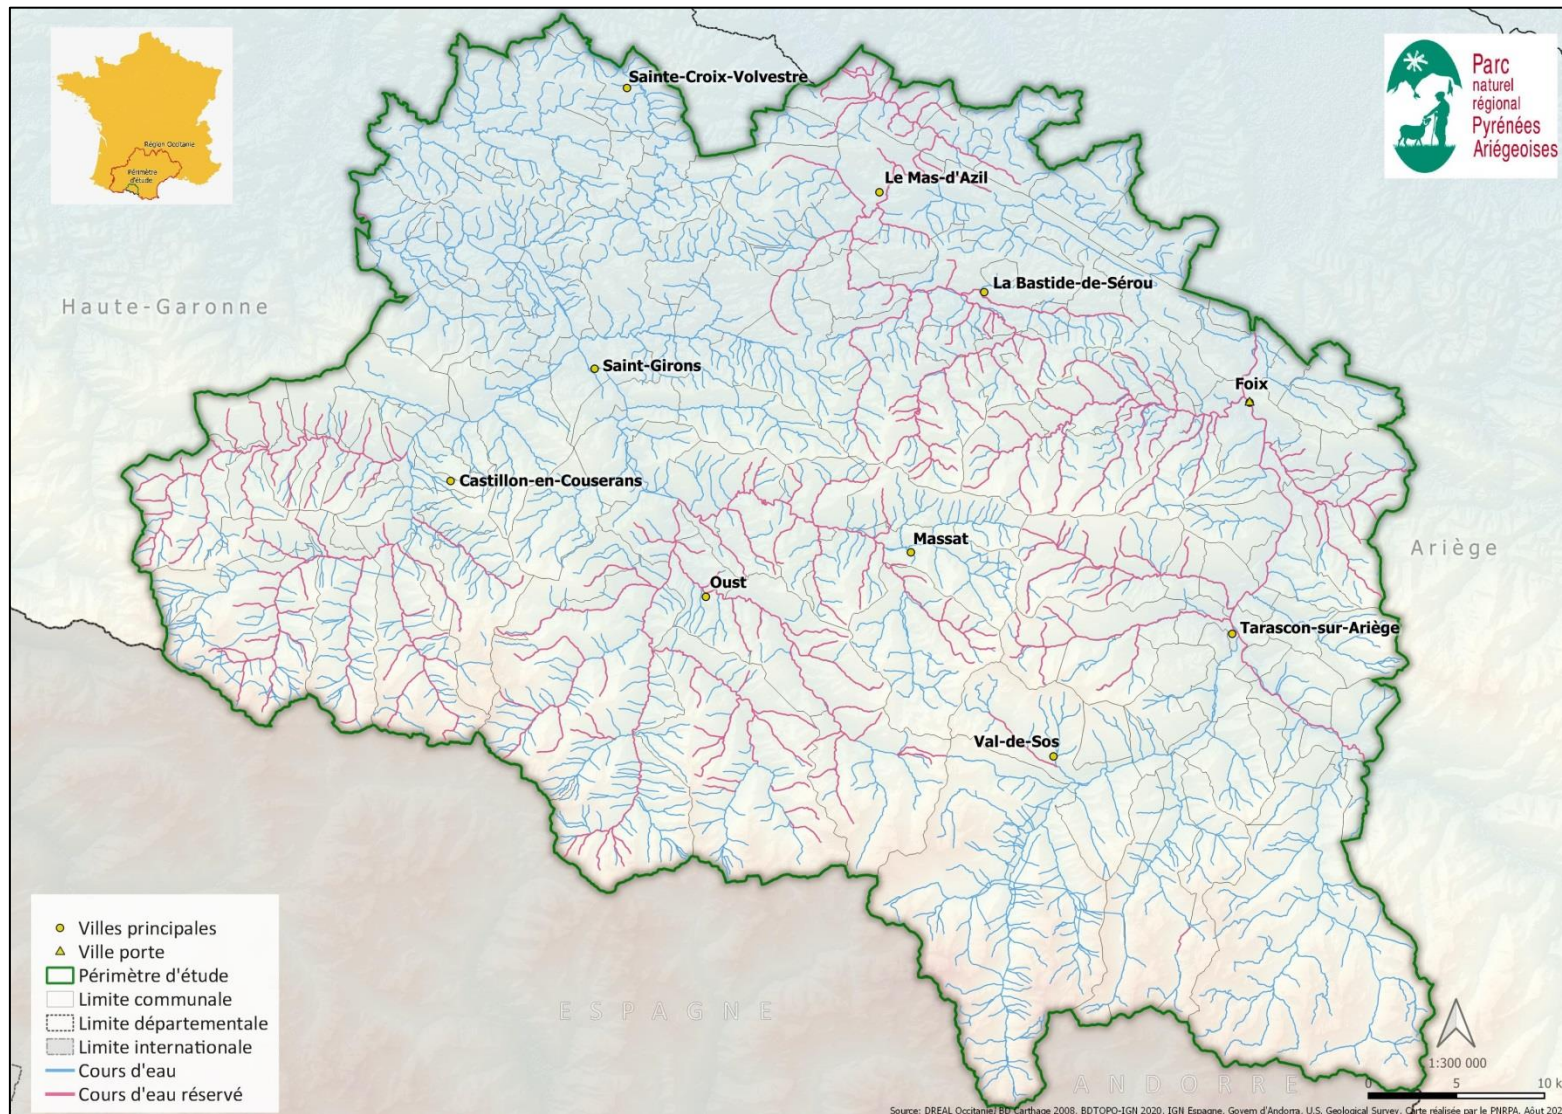 Région Occitanie
Périmètre
d'étude
Parc
naturel
régional
Pyrénées
Ariégeoises
Sainte-Croix-Volvestre
Le Mas-d'Azil
La Bastide-de-Sérou
Haute-Garonne
Saint-Girons
Foix
Castillon-en-Couserans
Massat
Ariège
Oust
Tarascon-sur-Ariège
Val-de-Sos
Villes principales
Ville porte
Périmètre d'étude
Limite communale
Limite départementale
Limite internationale
Cours d'eau
Cours d'eau réservé
ESPAGNE
ANDORRE
1:300 000
0 5 10 k
Source: DREAL Occitanie, BD Carthage 2008, BDTOPO-IGN 2020, IGN Espagne, Govern d'Andorra, U.S. Geological Survey. Carte réalisée par le PNRPA, Août 202